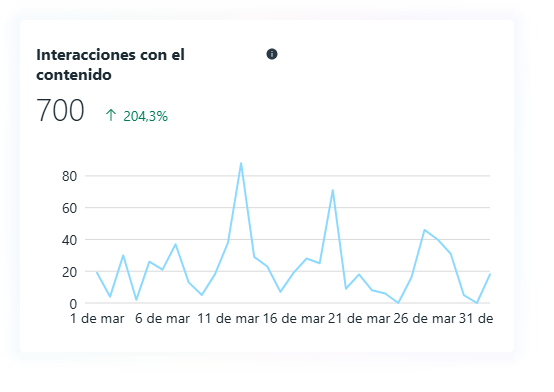 Interacciones con el
contenido
700 ↑ 204,3%
80
60
40
20
0
1 de mar 6 de mar 11 de mar 16 de mar 21 de mar 26 de mar 31 de